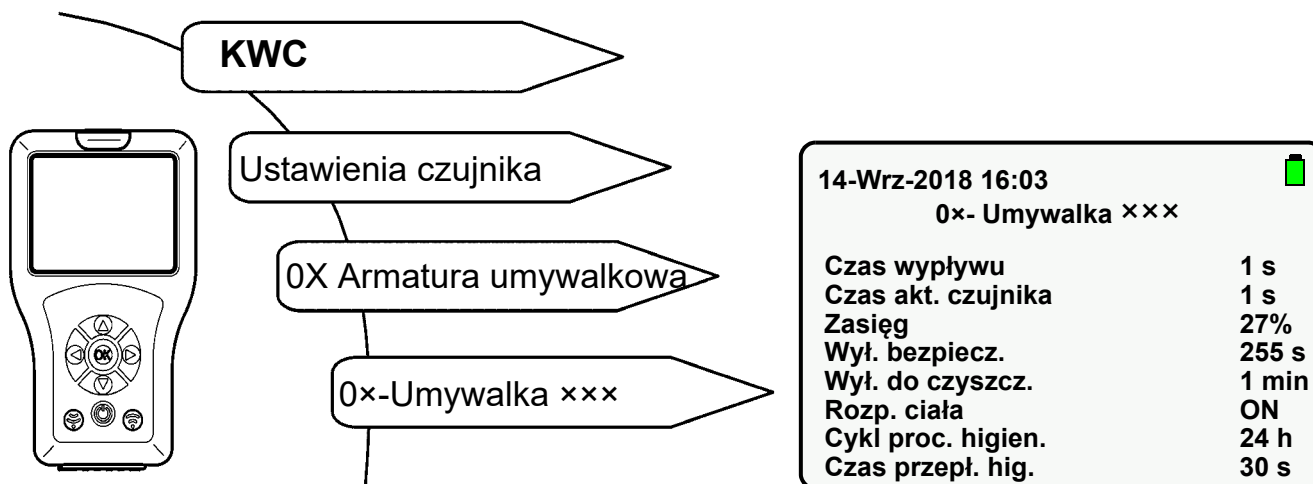 KWC
Ustawienia czujnika
0X Armatura umywalkowa
0×-Umywalka ×××
OK
14-Wrz-2018 16:03
0×- Umywalka ×××
Czas wypływu 1 s
Czas akt. czujnika 1 s
Zasięg 27%
Wył. bezpiecz. 255 s
Wył. do czyszcz. 1 min
Rozp. ciała ON
Cykl proc. higien. 24 h
Czas przepł. hig. 30 s